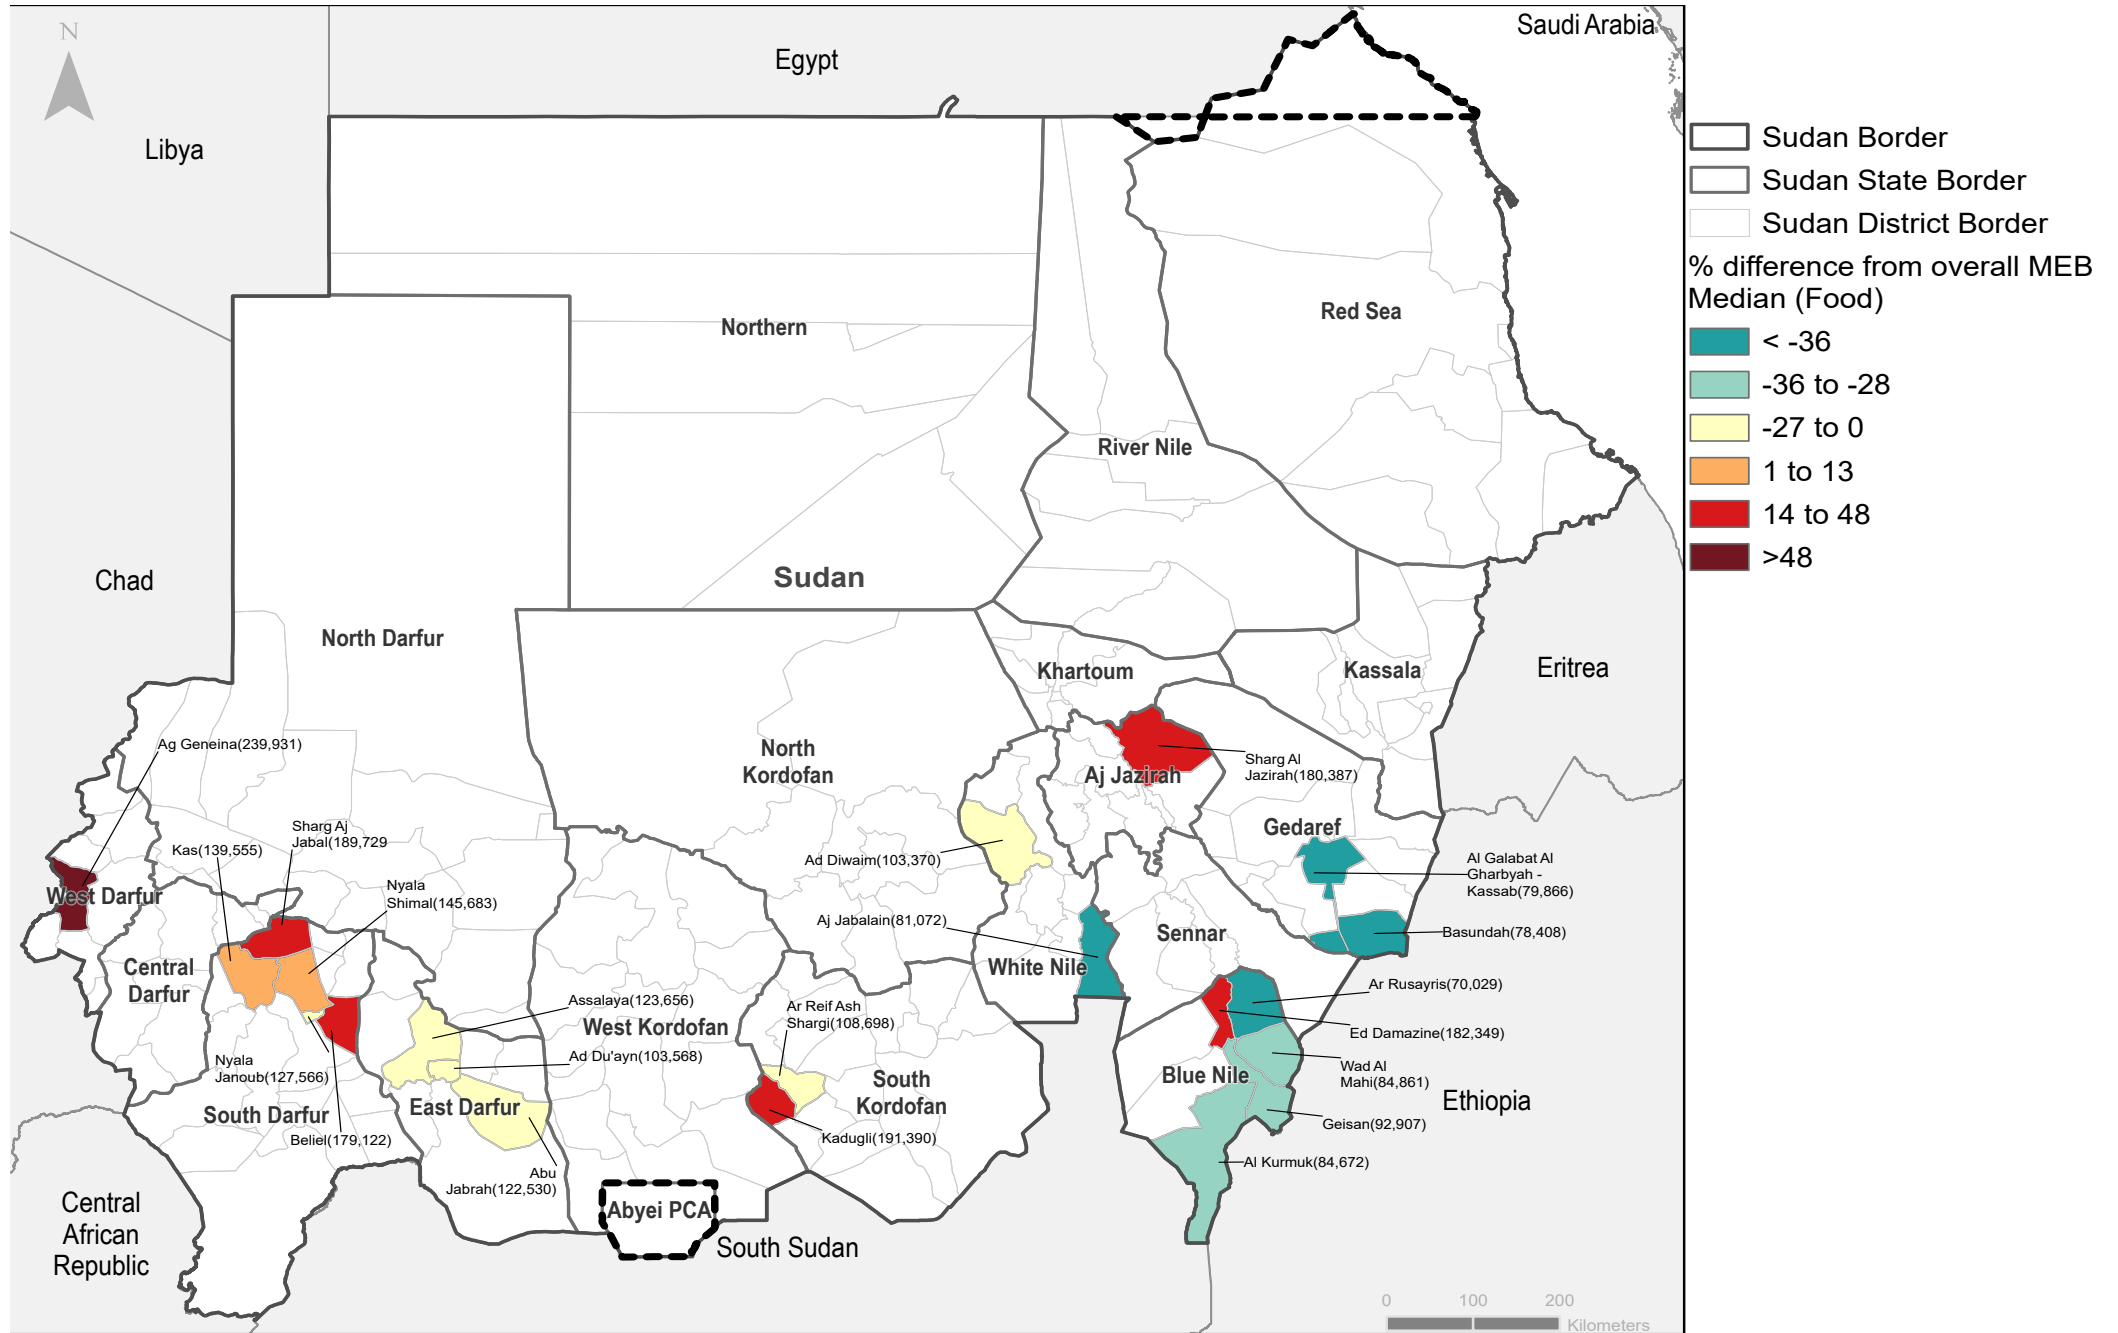 N
Egypt
Saudi Arabia
Libya
Sudan Border
Sudan State Border
Sudan District Border
% difference from overall MEB
Median (Food)
< -36
-36 to -28
-27 to 0
1 to 13
14 to 48
>48
Northern
Red Sea
River Nile
Chad
Sudan
North Darfur
Khartoum
Kassala
Eritrea
Ag Geneina(239,931)
North
Kordofan
Sharg Al
Jazirah(180,387)
Aj Jazirah
Sharg Aj
Jabal(189,729
Kas(139,555)
Gedaref
Ad Diwaim(103,370)
Al Galabat Al
Gharbyah -
Kassab(79,866)
West Darfur
Nyala
Shimal(145,683)
Aj Jabalain(81,072)
Sennar
Basundah(78,408)
Central
Darfur
White Nile
Ar Rusayris(70,029)
Assalaya(123,656)
West Kordofan
Ar Reif Ash
Shargi(108,698)
Ed Damazine(182,349)
Ad Du'ayn(103,568)
Nyala
Janoub(127,566)
Wad Al
Mahi(84,861)
Blue Nile
South
Kordofan
East Darfur
South Darfur
Ethiopia
Geisan(92,907)
Beliel(179,122)
Kadugli(191,390)
Al Kurmuk(84,672)
Abu
Jabrah(122,530)
Abyei PCA
Central
African
Republic
South Sudan
0 100 200
Kilometers